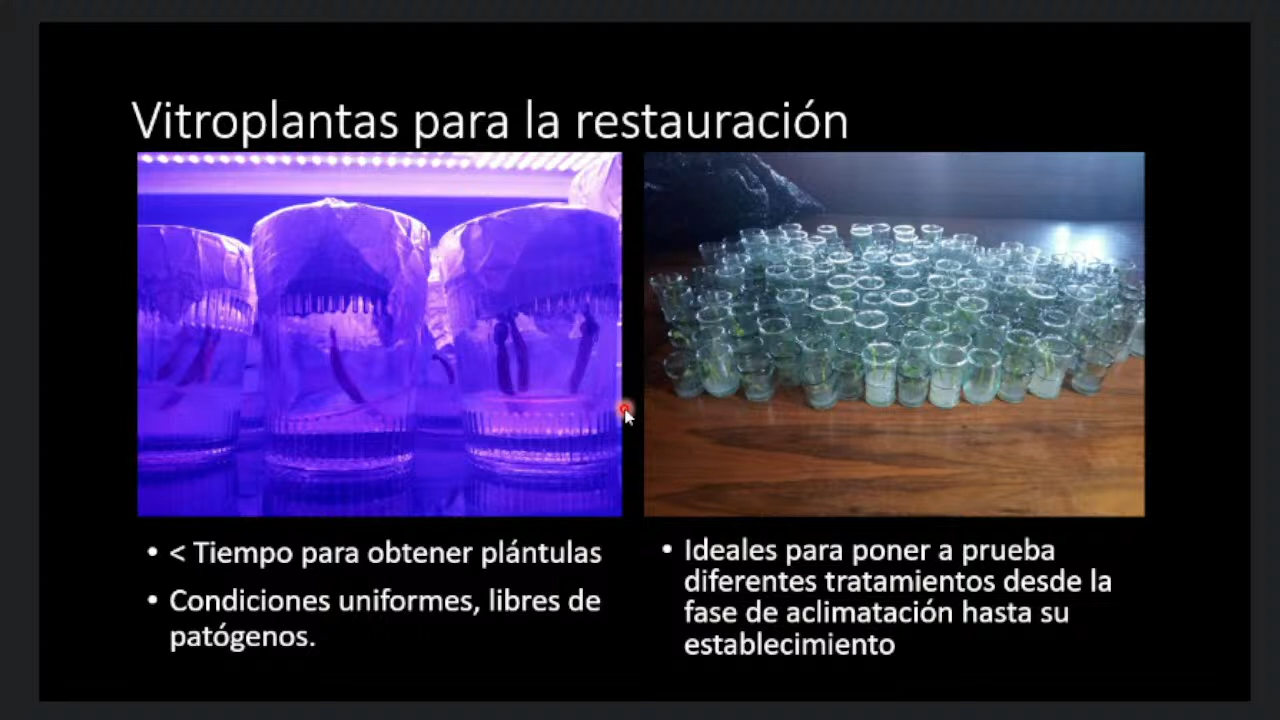 Vitroplantas para la restauración
• < Tiempo para obtener plántulas
• Condiciones uniformes, libres de
patógenos.
• Ideales para poner a prueba
diferentes tratamientos desde la
fase de aclimatación hasta su
establecimiento